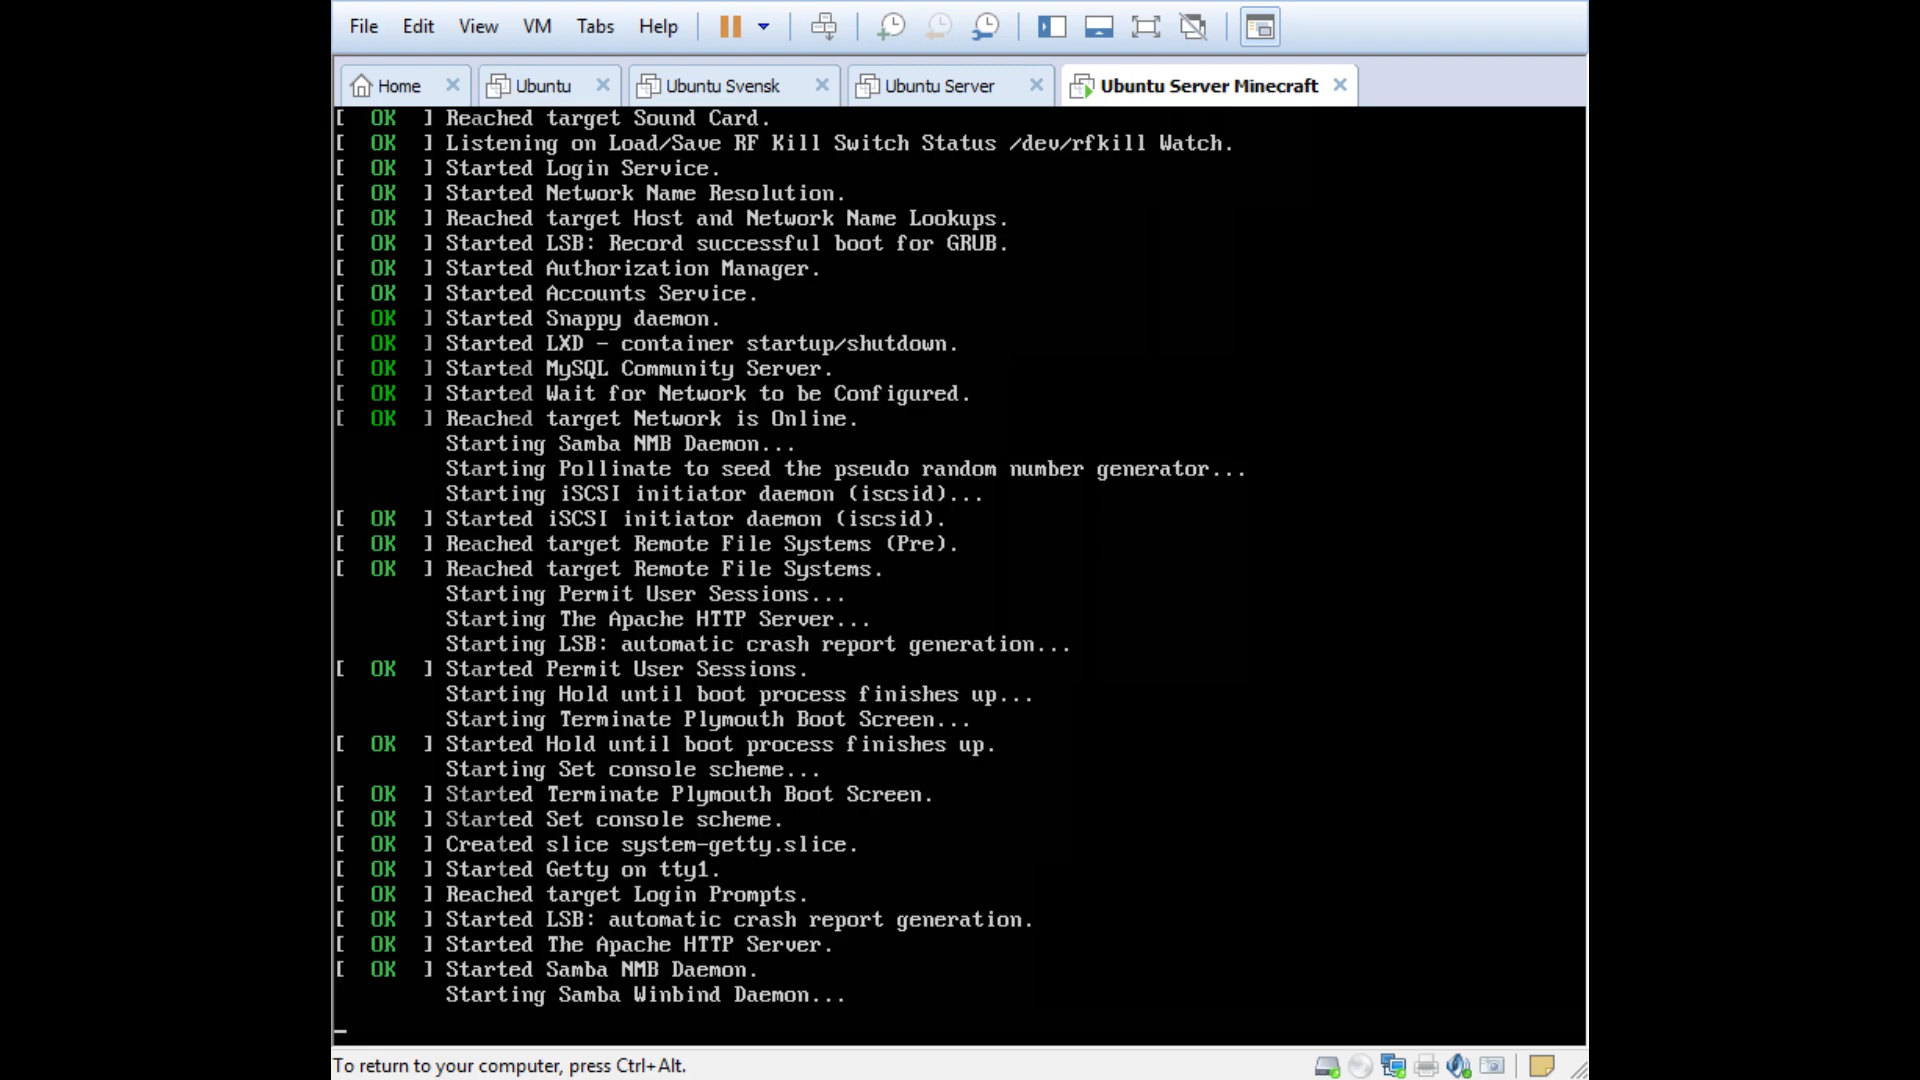 File Edit View VM Tabs Help
Home Ubuntu Ubuntu Svensk Ubuntu Server Ubuntu Server Minecraft
[ OK ] Reached target Sound Card.
[ OK ] Listening on Load/Save RF Kill Switch Status /dev/rfkill Watch.
[ OK ] Started Login Service.
[ OK ] Started Network Name Resolution.
[ OK ] Reached target Host and Network Name Lookups.
[ OK ] Started LSB: Record successful boot for GRUB.
[ OK ] Started Authorization Manager.
[ OK ] Started Accounts Service.
[ OK ] Started Snappy daemon.
[ OK ] Started LXD - container startup/shutdown.
[ OK ] Started MySQL Community Server.
[ OK ] Started Wait for Network to be Configured.
[ OK ] Reached target Network is Online.
Starting Samba NMB Daemon...
Starting Pollinate to seed the pseudo random number generator...
Starting iSCSI initiator daemon (iscsid)...
[ OK ] Started iSCSI initiator daemon (iscsid).
[ OK ] Reached target Remote File Systems (Pre).
[ OK ] Reached target Remote File Systems.
Starting Permit User Sessions...
Starting The Apache HTTP Server...
Starting LSB: automatic crash report generation...
[ OK ] Started Permit User Sessions.
Starting Hold until boot process finishes up...
Starting Terminate Plymouth Boot Screen...
[ OK ] Started Hold until boot process finishes up.
Starting Set console scheme...
[ OK ] Started Terminate Plymouth Boot Screen.
[ OK ] Started Set console scheme.
[ OK ] Created slice system-getty.slice.
[ OK ] Started Getty on tty1.
[ OK ] Reached target Login Prompts.
[ OK ] Started LSB: automatic crash report generation.
[ OK ] Started The Apache HTTP Server.
[ OK ] Started Samba NMB Daemon.
Starting Samba Winbind Daemon...
To return to your computer, press Ctrl+Alt.